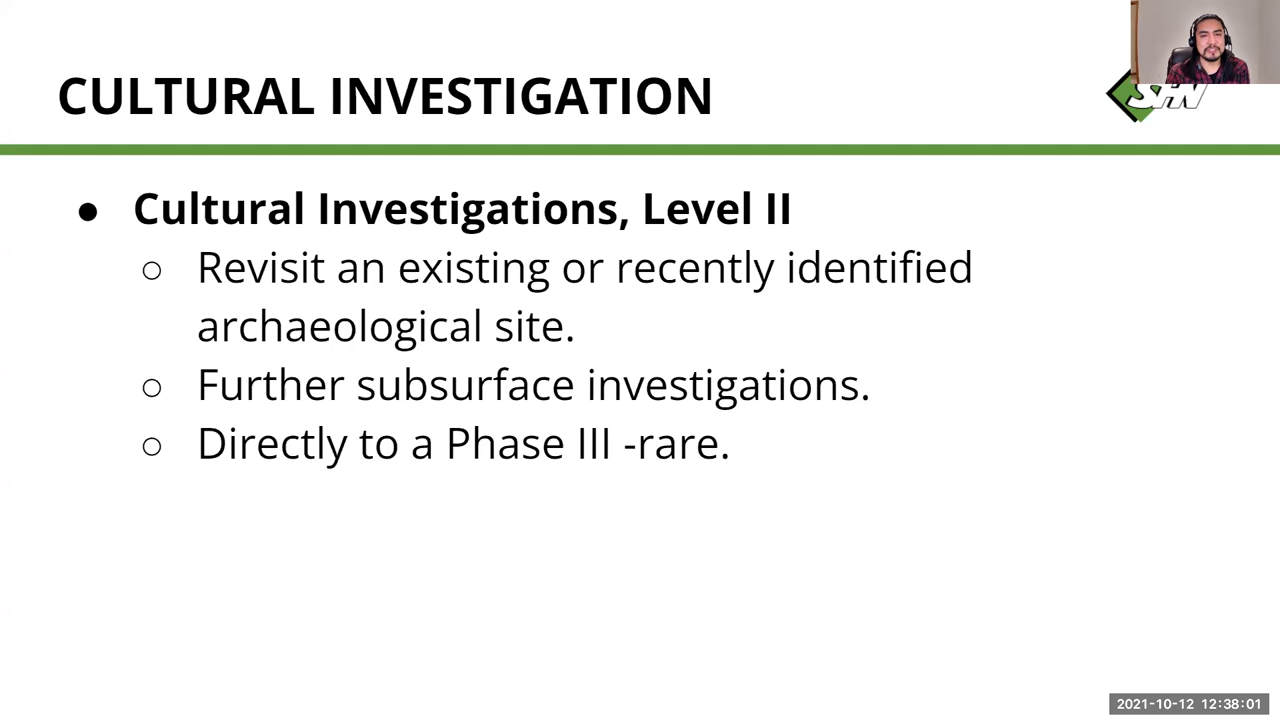 CULTURAL INVESTIGATION
SHN
● Cultural Investigations, Level II
○ Revisit an existing or recently identified
archaeological site.
○ Further subsurface investigations.
○ Directly to a Phase III -rare.
2021-10-12 12:38:01